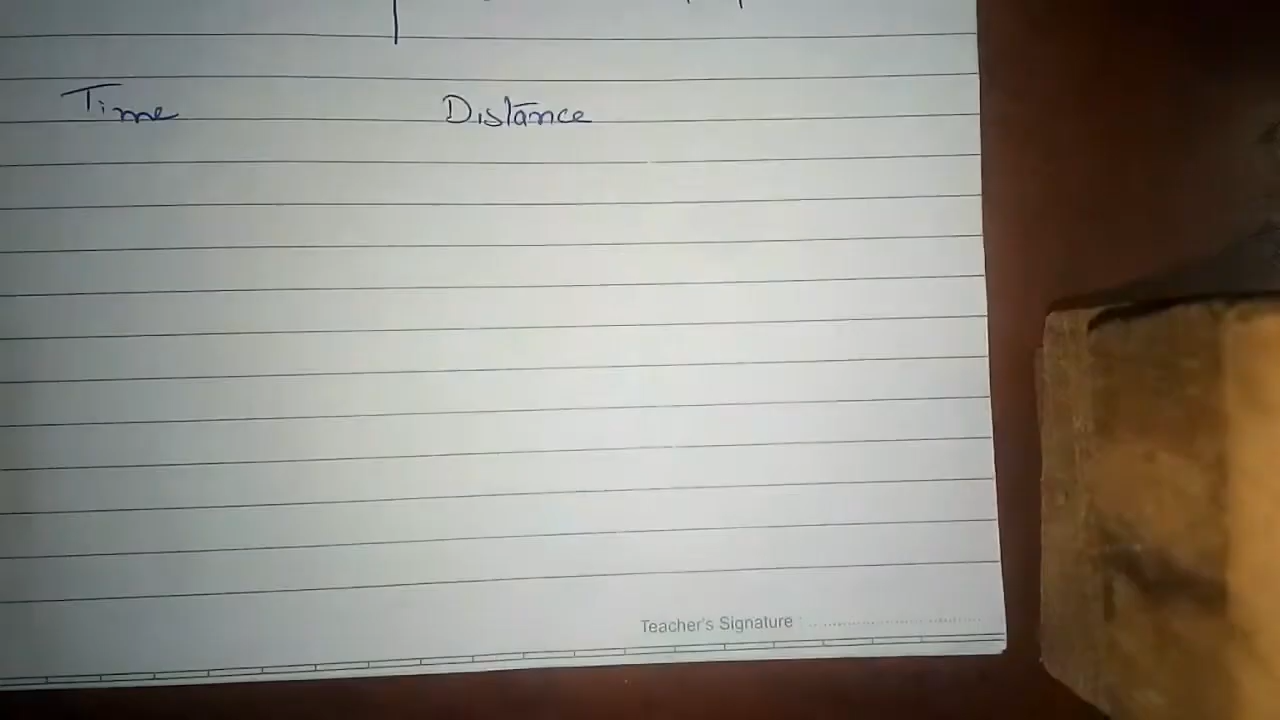 Time Distance
Teacher's Signature : ........................